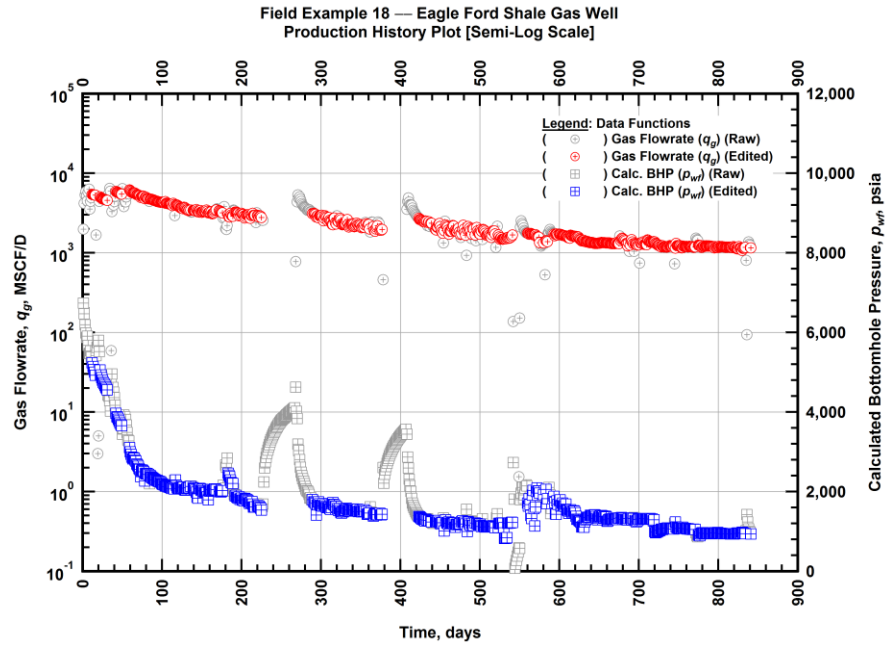 Field Example 18 — Eagle Ford Shale Gas Well
Production History Plot [Semi-Log Scale]
0 100 200 300 400 500 600 700 800 900
10^5 10^4 10^3 10^2 10^1 10^0 10^-1
Gas Flowrate, q_g, MSCF/D
Legend: Data Functions
( ) Gas Flowrate (q_g) (Raw)
( ) Gas Flowrate (q_g) (Edited)
( ) Calc. BHP (p_wf) (Raw)
( ) Calc. BHP (p_wf) (Edited)
12,000 10,000 8,000 6,000 4,000 2,000 0
Calculated Bottomhole Pressure, p_wf, psia
0 100 200 300 400 500 600 700 800 900
Time, days